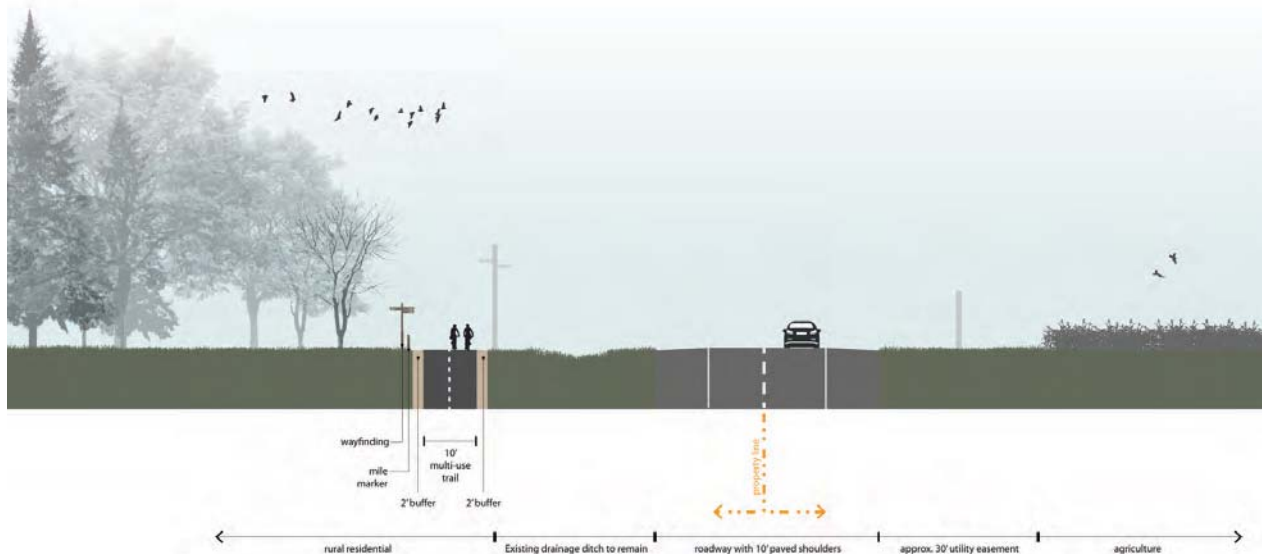 wayfinding
mile
marker
10'
multi-use
trail
2' buffer
2' buffer
property line
rural residential
Existing drainage ditch to remain
roadway with 10' paved shoulders
approx. 30' utility easement
agriculture